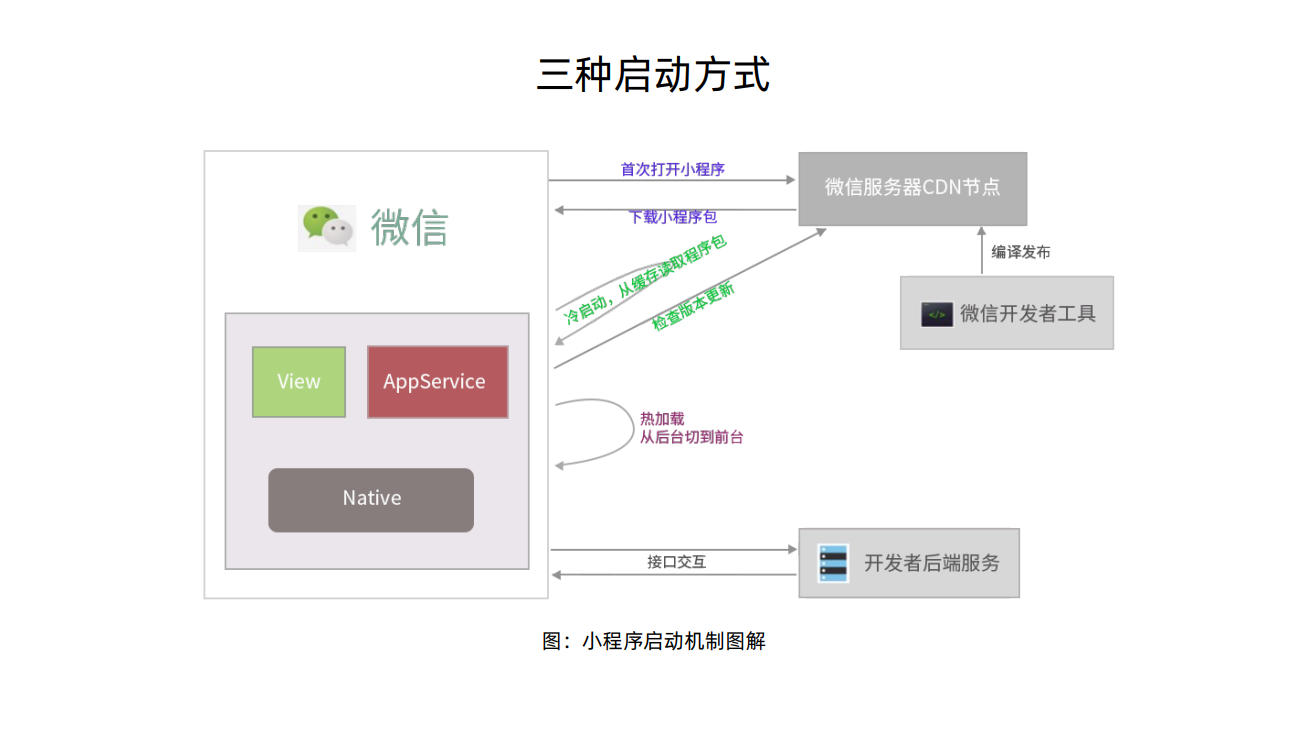 三种启动方式
微信
View
AppService
Native
首次打开小程序
下载小程序包
冷启动，从缓存读取程序包
检查版本更新
热加载
从后台切到前台
接口交互
微信服务器CDN节点
编译发布
</>
微信开发者工具
开发者后端服务
图：小程序启动机制图解